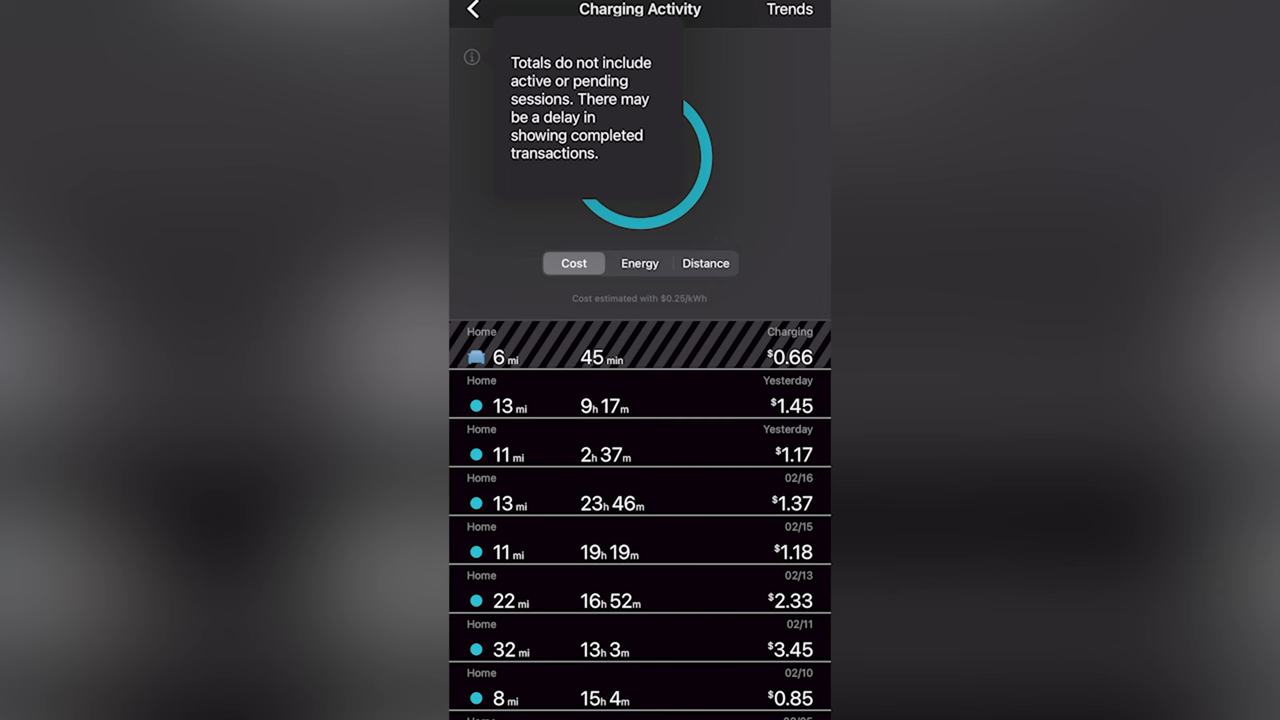 Charging Activity
Trends
Totals do not include
active or pending
sessions. There may
be a delay in
showing completed
transactions.
Cost Energy Distance
Cost estimated with $0.25/kWh
Home Charging
6 mi 45 min $0.66
Home Yesterday
13 mi 9h 17m $1.45
Home Yesterday
11 mi 2h 37m $1.17
Home 02/16
13 mi 23h 46m $1.37
Home 02/15
11 mi 19h 19m $1.18
Home 02/13
22 mi 16h 52m $2.33
Home 02/11
32 mi 13h 3m $3.45
Home 02/10
8 mi 15h 4m $0.85